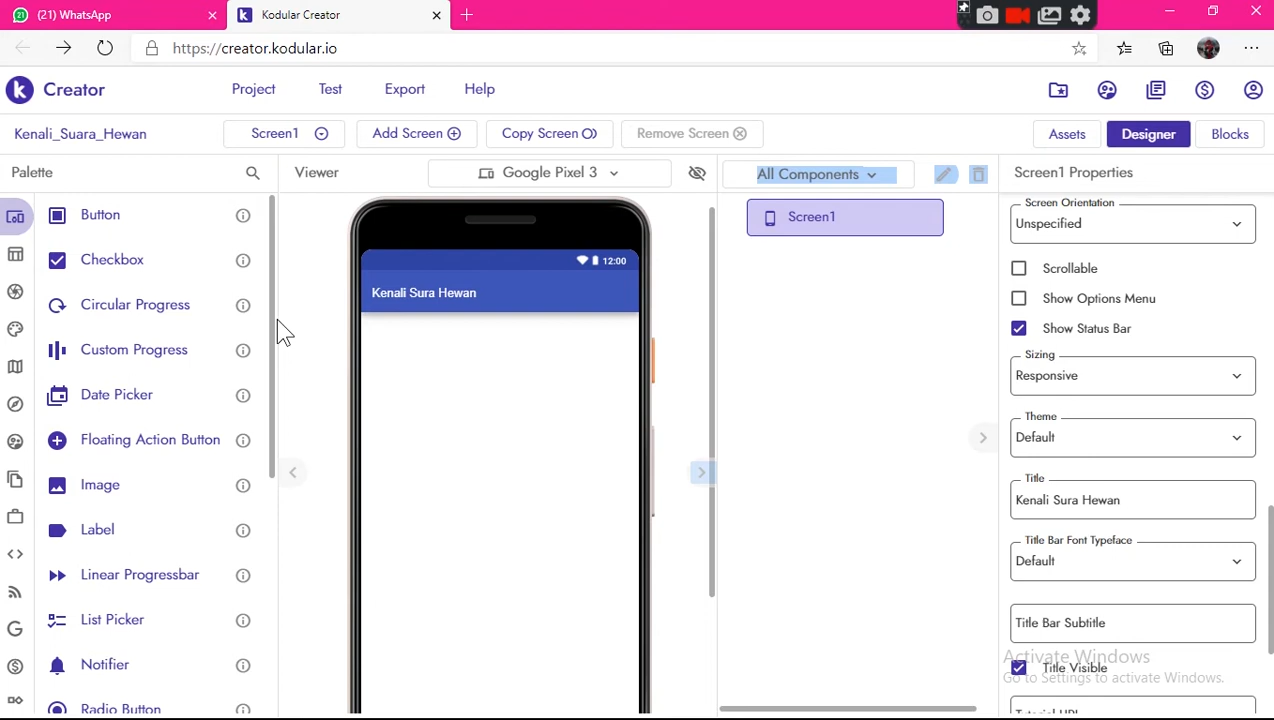 (21) WhatsApp
Kodular Creator
https://creator.kodular.io
Creator
Project
Test
Export
Help
Kenali_Suara_Hewan
Screen1
Add Screen
Copy Screen
Remove Screen
Assets
Designer
Blocks
Palette
Viewer
Google Pixel 3
All Components
Screen1 Properties
Button
Checkbox
Circular Progress
Custom Progress
Date Picker
Floating Action Button
Image
Label
Linear Progressbar
List Picker
Notifier
Radio Button
12:00
Kenali Sura Hewan
Screen1
Screen Orientation
Unspecified
Scrollable
Show Options Menu
Show Status Bar
Sizing
Responsive
Theme
Default
Title
Kenali Sura Hewan
Title Bar Font Typeface
Default
Title Bar Subtitle
Activate Windows
Title Visible
Go to Settings to activate Windows.
Tutorial URL